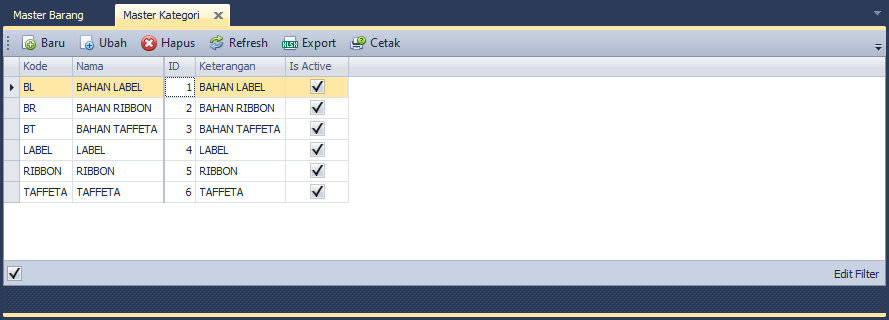 Master Barang Master Kategori
Baru Ubah Hapus Refresh XLSX Export Cetak
Kode Nama ID Keterangan Is Active
BL BAHAN LABEL 1 BAHAN LABEL
BR BAHAN RIBBON 2 BAHAN RIBBON
BT BAHAN TAFFETA 3 BAHAN TAFFETA
LABEL LABEL 4 LABEL
RIBBON RIBBON 5 RIBBON
TAFFETA TAFFETA 6 TAFFETA
Edit Filter